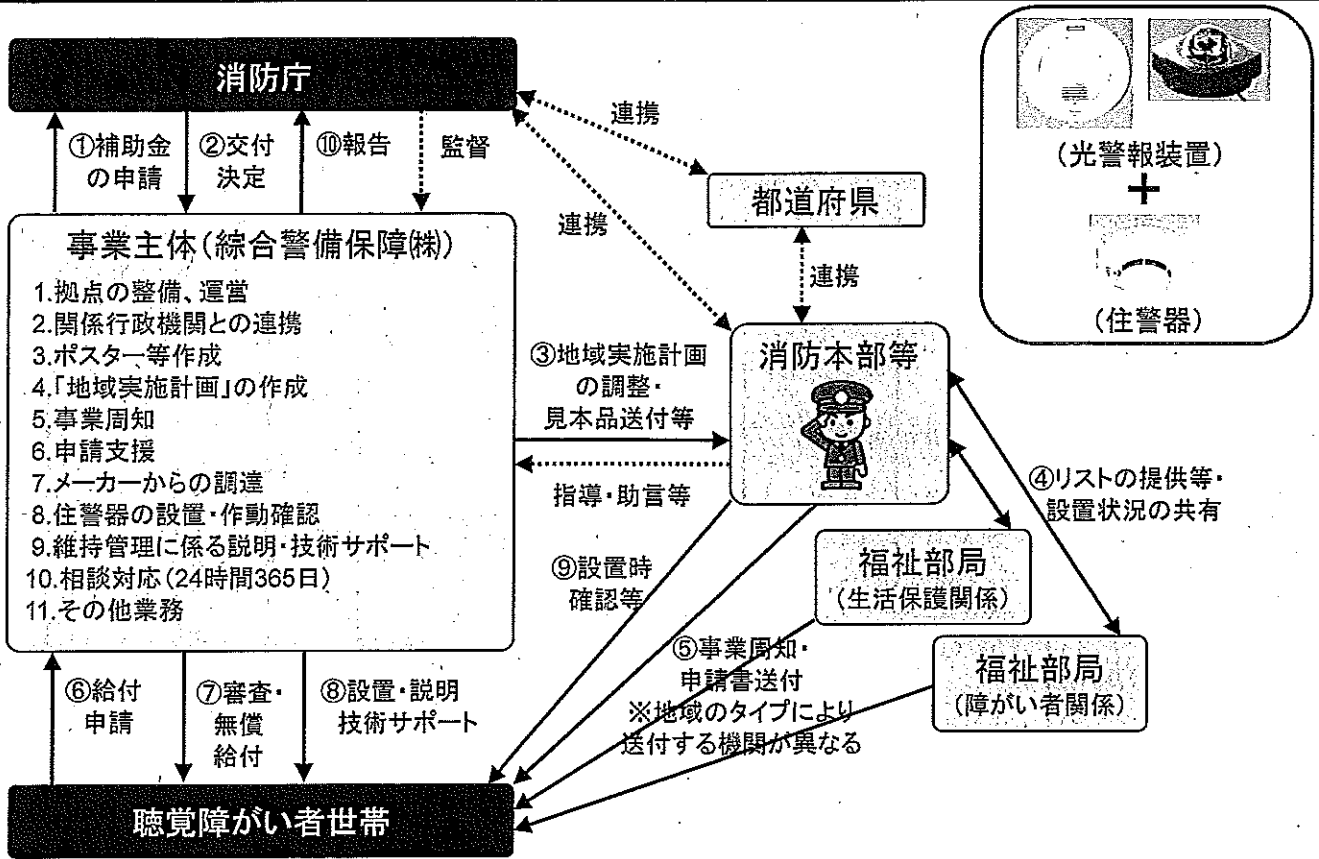 消防庁
①補助金
の申請
②交付
決定
⑩報告
監督
連携
連携
都道府県
連携
(光警報装置)
+
(住警器)
事業主体(綜合警備保障㈱)
1.拠点の整備、運営
2.関係行政機関との連携
3.ポスター等作成
4.「地域実施計画」の作成
5.事業周知
6.申請支援
7.メーカーからの調達
8.住警器の設置・作動確認
9.維持管理に係る説明・技術サポート
10.相談対応(24時間365日)
11.その他業務
③地域実施計画
の調整・
見本品送付等
指導・助言等
消防本部等
④リストの提供等・
設置状況の共有
福祉部局
(生活保護関係)
福祉部局
(障がい者関係)
⑨設置時
確認等
⑤事業周知・
申請書送付
※地域のタイプにより
送付する機関が異なる
⑥給付
申請
⑦審査・
無償
給付
⑧設置・説明
技術サポート
聴覚障がい者世帯